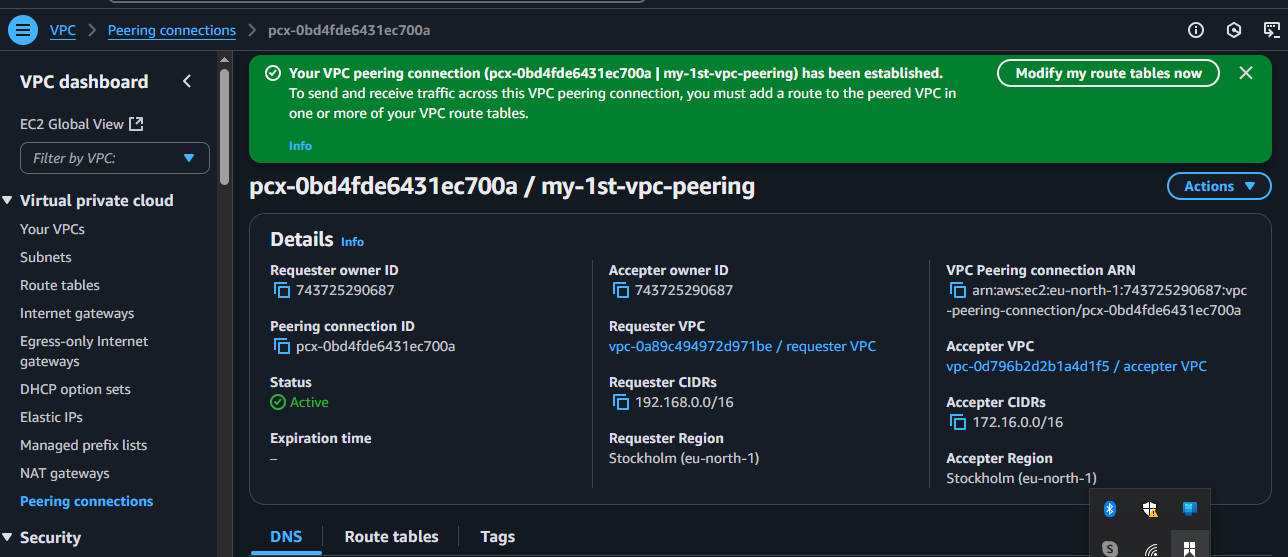 VPC
Peering connections
pcx-0bd4fde6431ec700a
VPC dashboard
EC2 Global View
Filter by VPC:
Virtual private cloud
Your VPCs
Subnets
Route tables
Internet gateways
Egress-only Internet
gateways
DHCP option sets
Elastic IPs
Managed prefix lists
NAT gateways
Peering connections
Security
Your VPC peering connection (pcx-0bd4fde6431ec700a | my-1st-vpc-peering) has been established.
To send and receive traffic across this VPC peering connection, you must add a route to the peered VPC in
one or more of your VPC route tables.
Info
Modify my route tables now
pcx-0bd4fde6431ec700a / my-1st-vpc-peering
Actions
Details Info
Requester owner ID
743725290687
Peering connection ID
pcx-0bd4fde6431ec700a
Status
Active
Expiration time
–
Accepter owner ID
743725290687
Requester VPC
vpc-0a89c494972d971be / requester VPC
Requester CIDRs
192.168.0.0/16
Requester Region
Stockholm (eu-north-1)
VPC Peering connection ARN
arn:aws:ec2:eu-north-1:743725290687:vpc
-peering-connection/pcx-0bd4fde6431ec700a
Accepter VPC
vpc-0d796b2d2b1a4d1f5 / accepter VPC
Accepter CIDRs
172.16.0.0/16
Accepter Region
Stockholm (eu-north-1)
DNS
Route tables
Tags